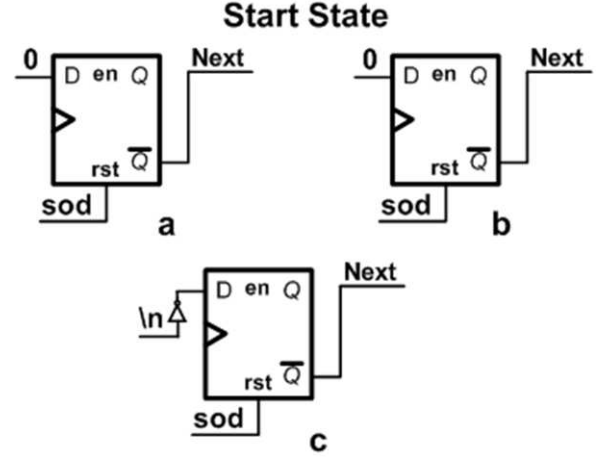 Start State
0 Next 0 Next
D en Q D en Q
rst Q̅ rst Q̅
sod sod
a b
Next
D en Q
\n
rst Q̅
sod
c